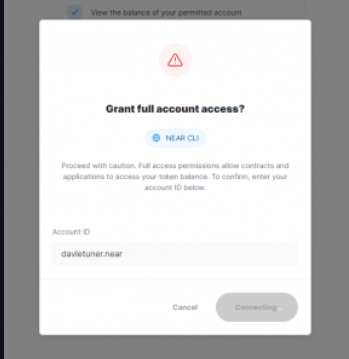 View the balance of your permitted account
Grant full account access?
NEAR CLI
Proceed with caution. Full access permissions allow contracts and
applications to access your token balance. To confirm, enter your
account ID below.
Account ID
davletuner.near
Cancel
Connecting..